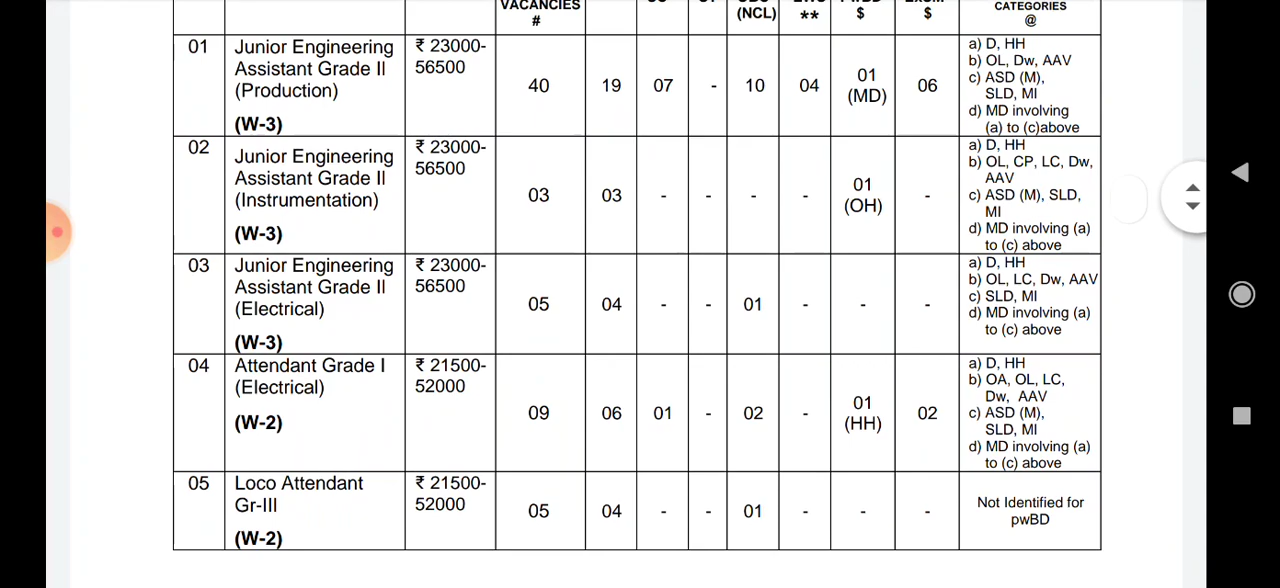 VACANCIES
#
(NCL)
**
$
$
CATEGORIES
@
01
Junior Engineering
Assistant Grade II
(Production)
(W-3)
₹ 23000-
56500
40
19
07
-
10
04
01
(MD)
06
a) D, HH
b) OL, Dw, AAV
c) ASD (M),
SLD, MI
d) MD involving
(a) to (c)above
02
Junior Engineering
Assistant Grade II
(Instrumentation)
(W-3)
₹ 23000-
56500
03
03
-
-
-
-
01
(OH)
-
a) D, HH
b) OL, CP, LC, Dw,
AAV
c) ASD (M), SLD,
MI
d) MD involving (a)
to (c) above
03
Junior Engineering
Assistant Grade II
(Electrical)
(W-3)
₹ 23000-
56500
05
04
-
-
01
-
-
-
a) D, HH
b) OL, LC, Dw, AAV
c) SLD, MI
d) MD involving (a)
to (c) above
04
Attendant Grade I
(Electrical)
(W-2)
₹ 21500-
52000
09
06
01
-
02
-
01
(HH)
02
a) D, HH
b) OA, OL, LC,
Dw, AAV
c) ASD (M),
SLD, MI
d) MD involving (a)
to (c) above
05
Loco Attendant
Gr-III
(W-2)
₹ 21500-
52000
05
04
-
-
01
-
-
-
Not Identified for
pwBD